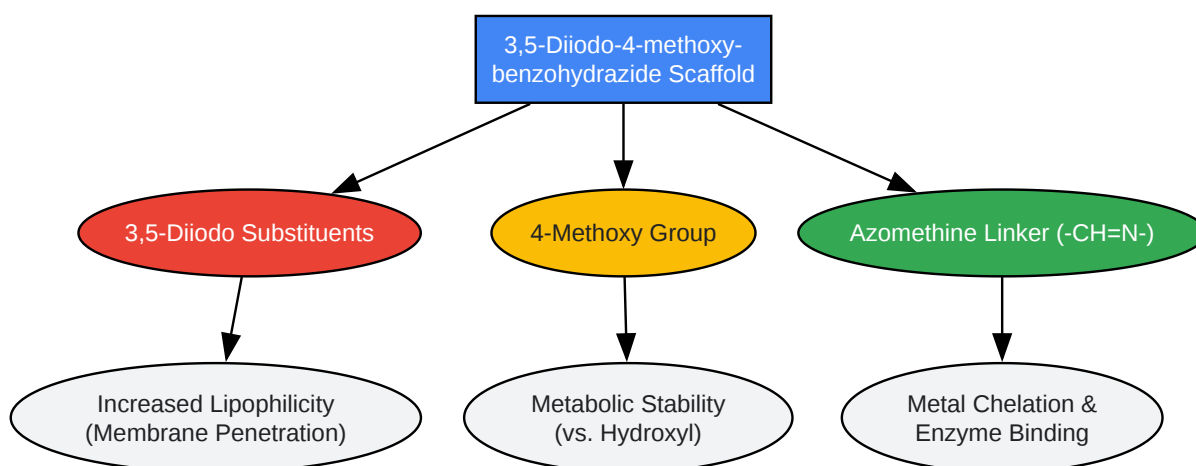 3,5-Diiodo-4-methoxy-
benzohydrazide Scaffold
3,5-Diiodo Substituents
4-Methoxy Group
Azomethine Linker (-CH=N-)
Increased Lipophilicity
(Membrane Penetration)
Metabolic Stability
(vs. Hydroxyl)
Metal Chelation &
Enzyme Binding